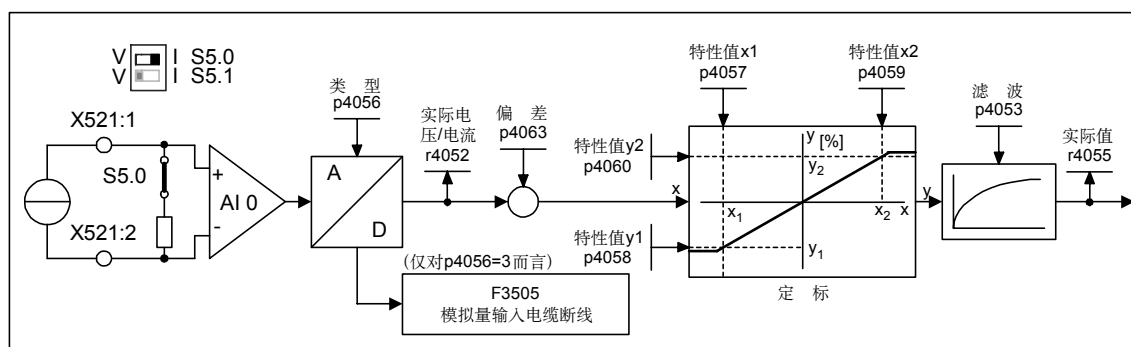 V I S5.0
V I S5.1
X521:1
S5.0
X521:2
+
AI 0
-
类 型
p4056
A
D
实际电
压/电流
r4052
偏 差
p4063
(仅对p4056=3而言)
F3505
模拟量输入电缆断线
特性值x1
p4057
特性值x2
p4059
特性值y2
p4060
特性值y1
p4058
x
y [%]
y2
x1
x2
x
y1
定 标
y
滤 波
p4053
实际值
r4055